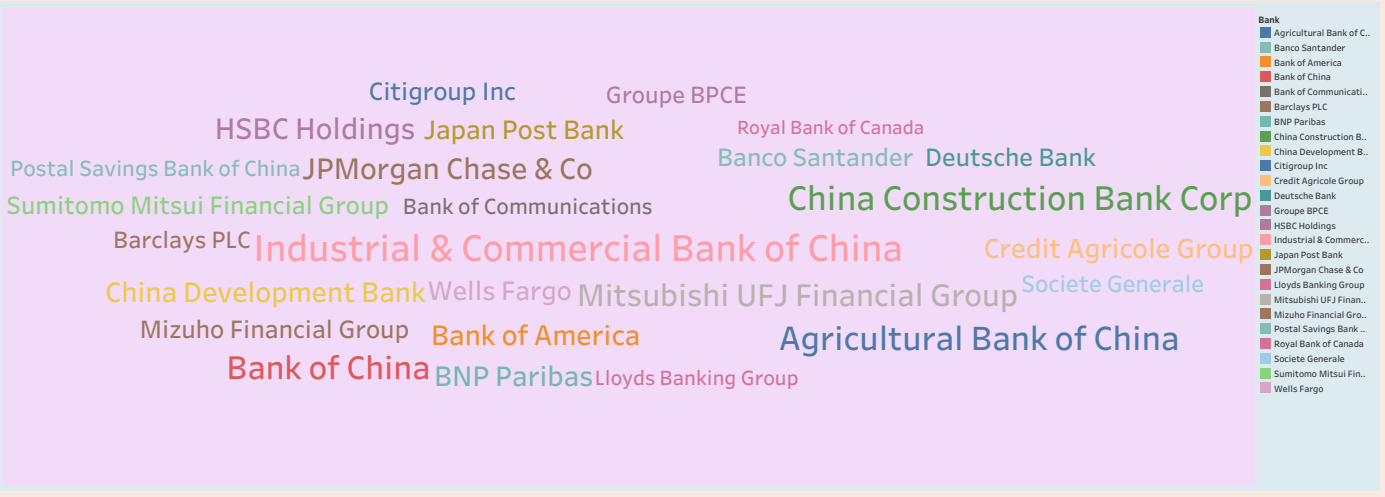 Citigroup Inc
Groupe BPCE
HSBC Holdings
Japan Post Bank
Royal Bank of Canada
Postal Savings Bank of China
JPMorgan Chase & Co
Banco Santander
Deutsche Bank
Sumitomo Mitsui Financial Group
Bank of Communications
China Construction Bank Corp
Barclays PLC
Industrial & Commercial Bank of China
Credit Agricole Group
China Development Bank
Wells Fargo
Mitsubishi UFJ Financial Group
Societe Generale
Mizuho Financial Group
Bank of America
Agricultural Bank of China
Bank of China
BNP Paribas
Lloyds Banking Group
Bank
Agricultural Bank of C..
Banco Santander
Bank of America
Bank of China
Bank of Communicati..
Barclays PLC
BNP Paribas
China Construction B..
China Development B..
Citigroup Inc
Credit Agricole Group
Deutsche Bank
Groupe BPCE
HSBC Holdings
Industrial & Commerc..
Japan Post Bank
JPMorgan Chase & Co
Lloyds Banking Group
Mitsubishi UFJ Finan..
Mizuho Financial Gro..
Postal Savings Bank ..
Royal Bank of Canada
Societe Generale
Sumitomo Mitsui Fin..
Wells Fargo